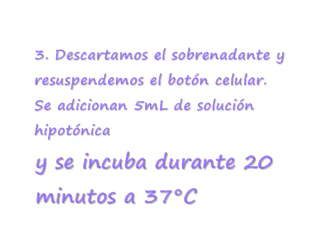 3. Descartamos el sobrenadante y
resuspendemos el botón celular.
Se adicionan 5mL de solución
hipotónica
y se incuba durante 20
minutos a 37°C